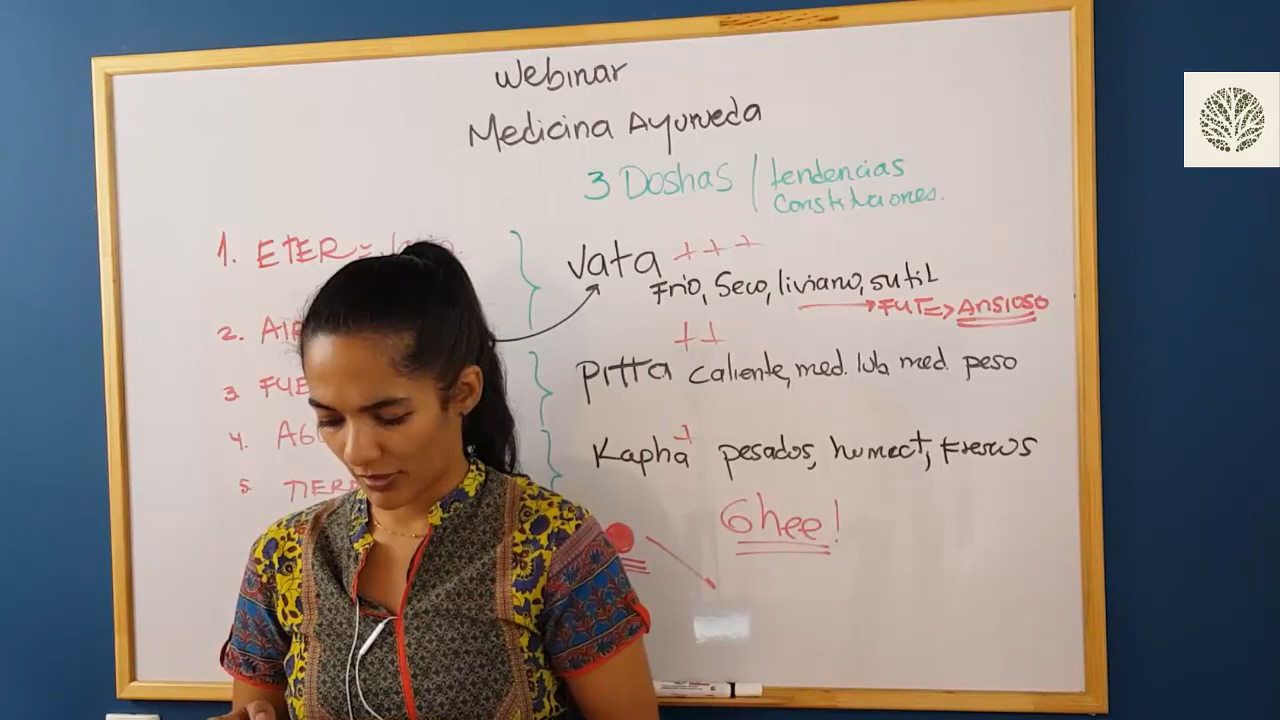 Webinar
Medicina Ayurveda
3 Doshas / tendencias
Constituciones.
1. ETER =
Vata +++
Frio, Seco, liviano, sutil
→ FUTE > Ansioso
2. AIR
++
3 FUE
Pitta caliente, med. lub med. peso
4. AG
+
Kapha pesados, humect, frescos
5. TIERR
Ghee!